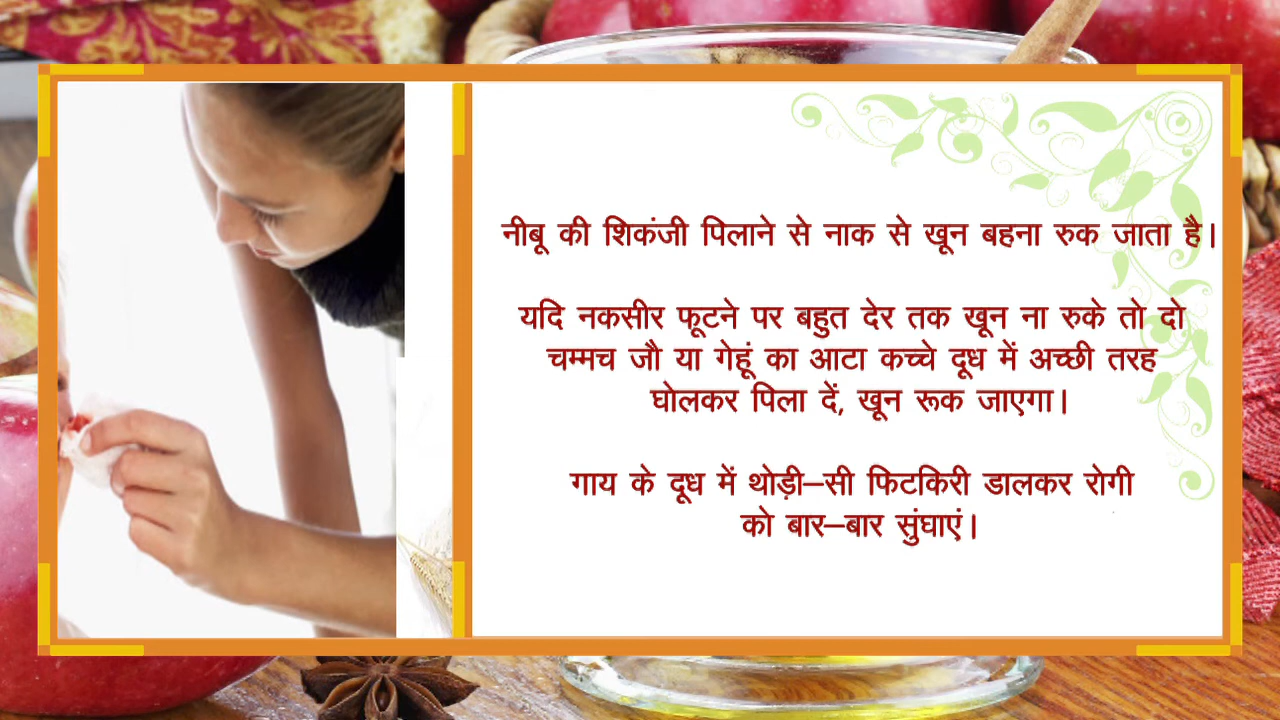 नीबू की शिकंजी पिलाने से नाक से खून बहना रुक जाता है।
यदि नकसीर फूटने पर बहुत देर तक खून ना रुके तो दो
चम्मच जौ या गेहूं का आटा कच्चे दूध में अच्छी तरह
घोलकर पिला दें, खून रूक जाएगा।
गाय के दूध में थोड़ी–सी फिटकिरी डालकर रोगी
को बार–बार सुंघाएं।